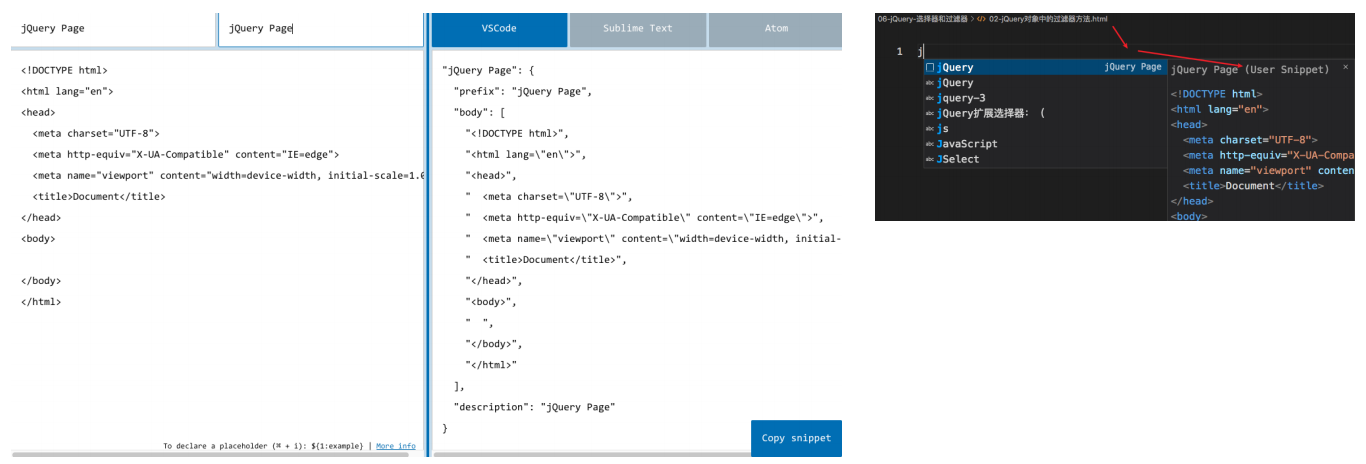 jQuery Page
jQuery Page
<!DOCTYPE html>
<html lang="en">
<head>
  <meta charset="UTF-8">
  <meta http-equiv="X-UA-Compatible" content="IE=edge">
  <meta name="viewport" content="width=device-width, initial-scale=1.0
  <title>Document</title>
</head>
<body>
</body>
</html>
To declare a placeholder (⌘ + i): ${1:example} | More info
VSCode Sublime Text Atom
"jQuery Page": {
  "prefix": "jQuery Page",
  "body": [
    "<!DOCTYPE html>",
    "<html lang=\"en\">",
    "<head>",
    "  <meta charset=\"UTF-8\">",
    "  <meta http-equiv=\"X-UA-Compatible\" content=\"IE=edge\">",
    "  <meta name=\"viewport\" content=\"width=device-width, initial-
    "  <title>Document</title>",
    "</head>",
    "<body>",
    "  ",
    "</body>",
    "</html>"
  ],
  "description": "jQuery Page"
}
Copy snippet
06-jQuery-选择器和过滤器 > <> 02-jQuery对象中的过滤器方法.html
1 j
jQuery jQuery Page
abc jQuery
abc jquery-3
abc jQuery扩展选择器： (
abc js
abc JavaScript
abc JSelect
jQuery Page (User Snippet) ×
<!DOCTYPE html>
<html lang="en">
<head>
  <meta charset="UTF-8">
  <meta http-equiv="X-UA-Compa
  <meta name="viewport" conten
  <title>Document</title>
</head>
<body>